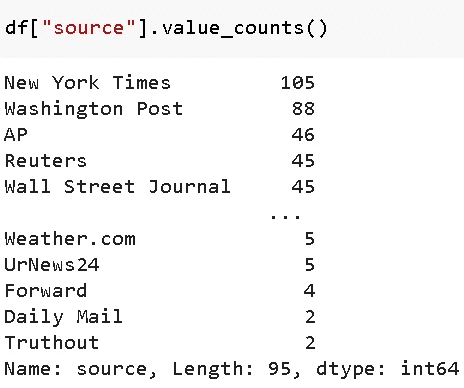 df["source"].value_counts()
New York Times 105
Washington Post 88
AP 46
Reuters 45
Wall Street Journal 45
...
Weather.com 5
UrNews24 5
Forward 4
Daily Mail 2
Truthout 2
Name: source, Length: 95, dtype: int64